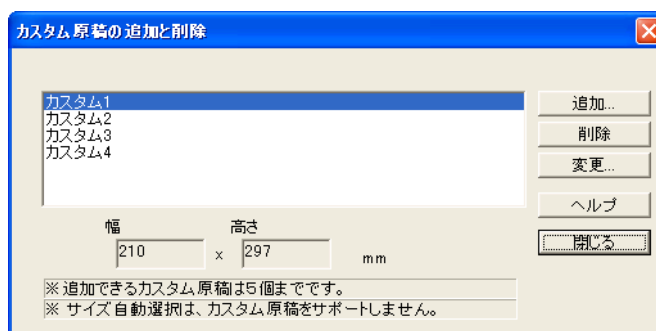 カスタム原稿の追加と削除
カスタム1
カスタム2
カスタム3
カスタム4
追加...
削除
変更...
ヘルプ
閉じる
幅
高さ
210 x 297 mm
※追加できるカスタム原稿は5個までです。
※ サイズ自動選択は、カスタム原稿をサポートしません。